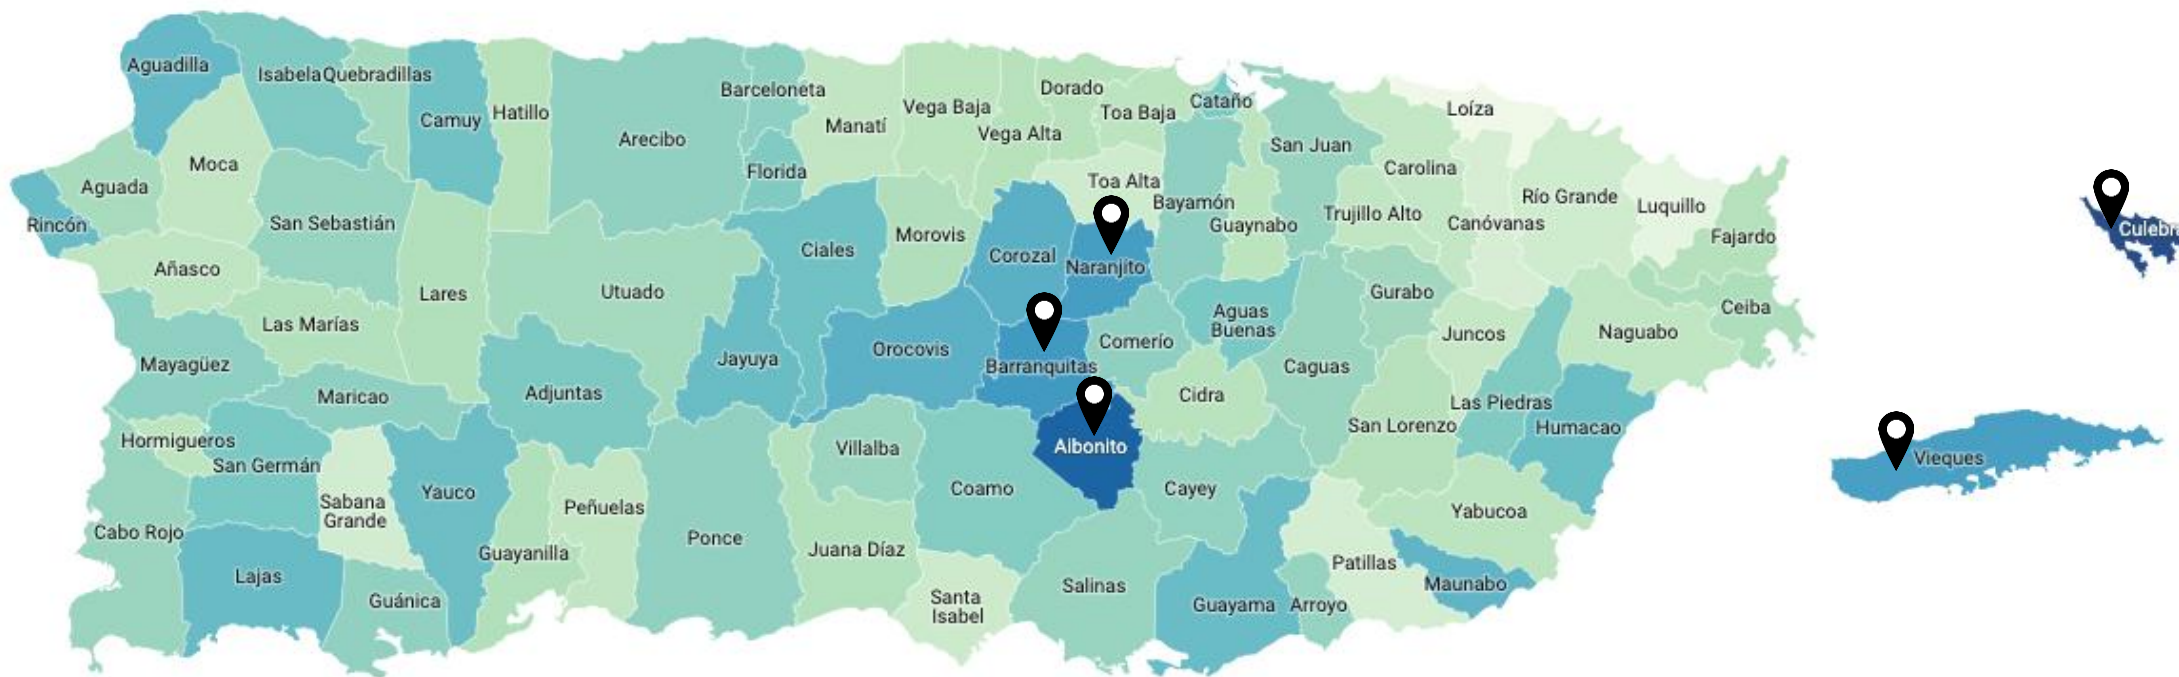 Aguadilla
Isabela
Quebradillas
Camuy
Hatillo
Arecibo
Barceloneta
Manatí
Vega Baja
Vega Alta
Dorado
Toa Baja
Cataño
Loíza
Moca
Aguada
Rincón
San Sebastián
Florida
Toa Alta
Bayamón
Guaynabo
San Juan
Carolina
Trujillo Alto
Canóvanas
Río Grande
Luquillo
Fajardo
Culebr
Añasco
Lares
Utuado
Ciales
Morovis
Corozal
Naranjito
Las Marías
Mayagüez
Maricao
Adjuntas
Jayuya
Orocovis
Barranquitas
Comerío
Aguas
Buenas
Gurabo
Caguas
Juncos
Naguabo
Ceiba
Cidra
San Lorenzo
Las Piedras
Humacao
Hormigueros
San Germán
Sabana
Grande
Yauco
Peñuelas
Guayanilla
Ponce
Villalba
Juana Díaz
Coamo
Aibonito
Cayey
Vieques
Yabucoa
Cabo Rojo
Lajas
Guánica
Santa
Isabel
Salinas
Guayama
Arroyo
Patillas
Maunabo